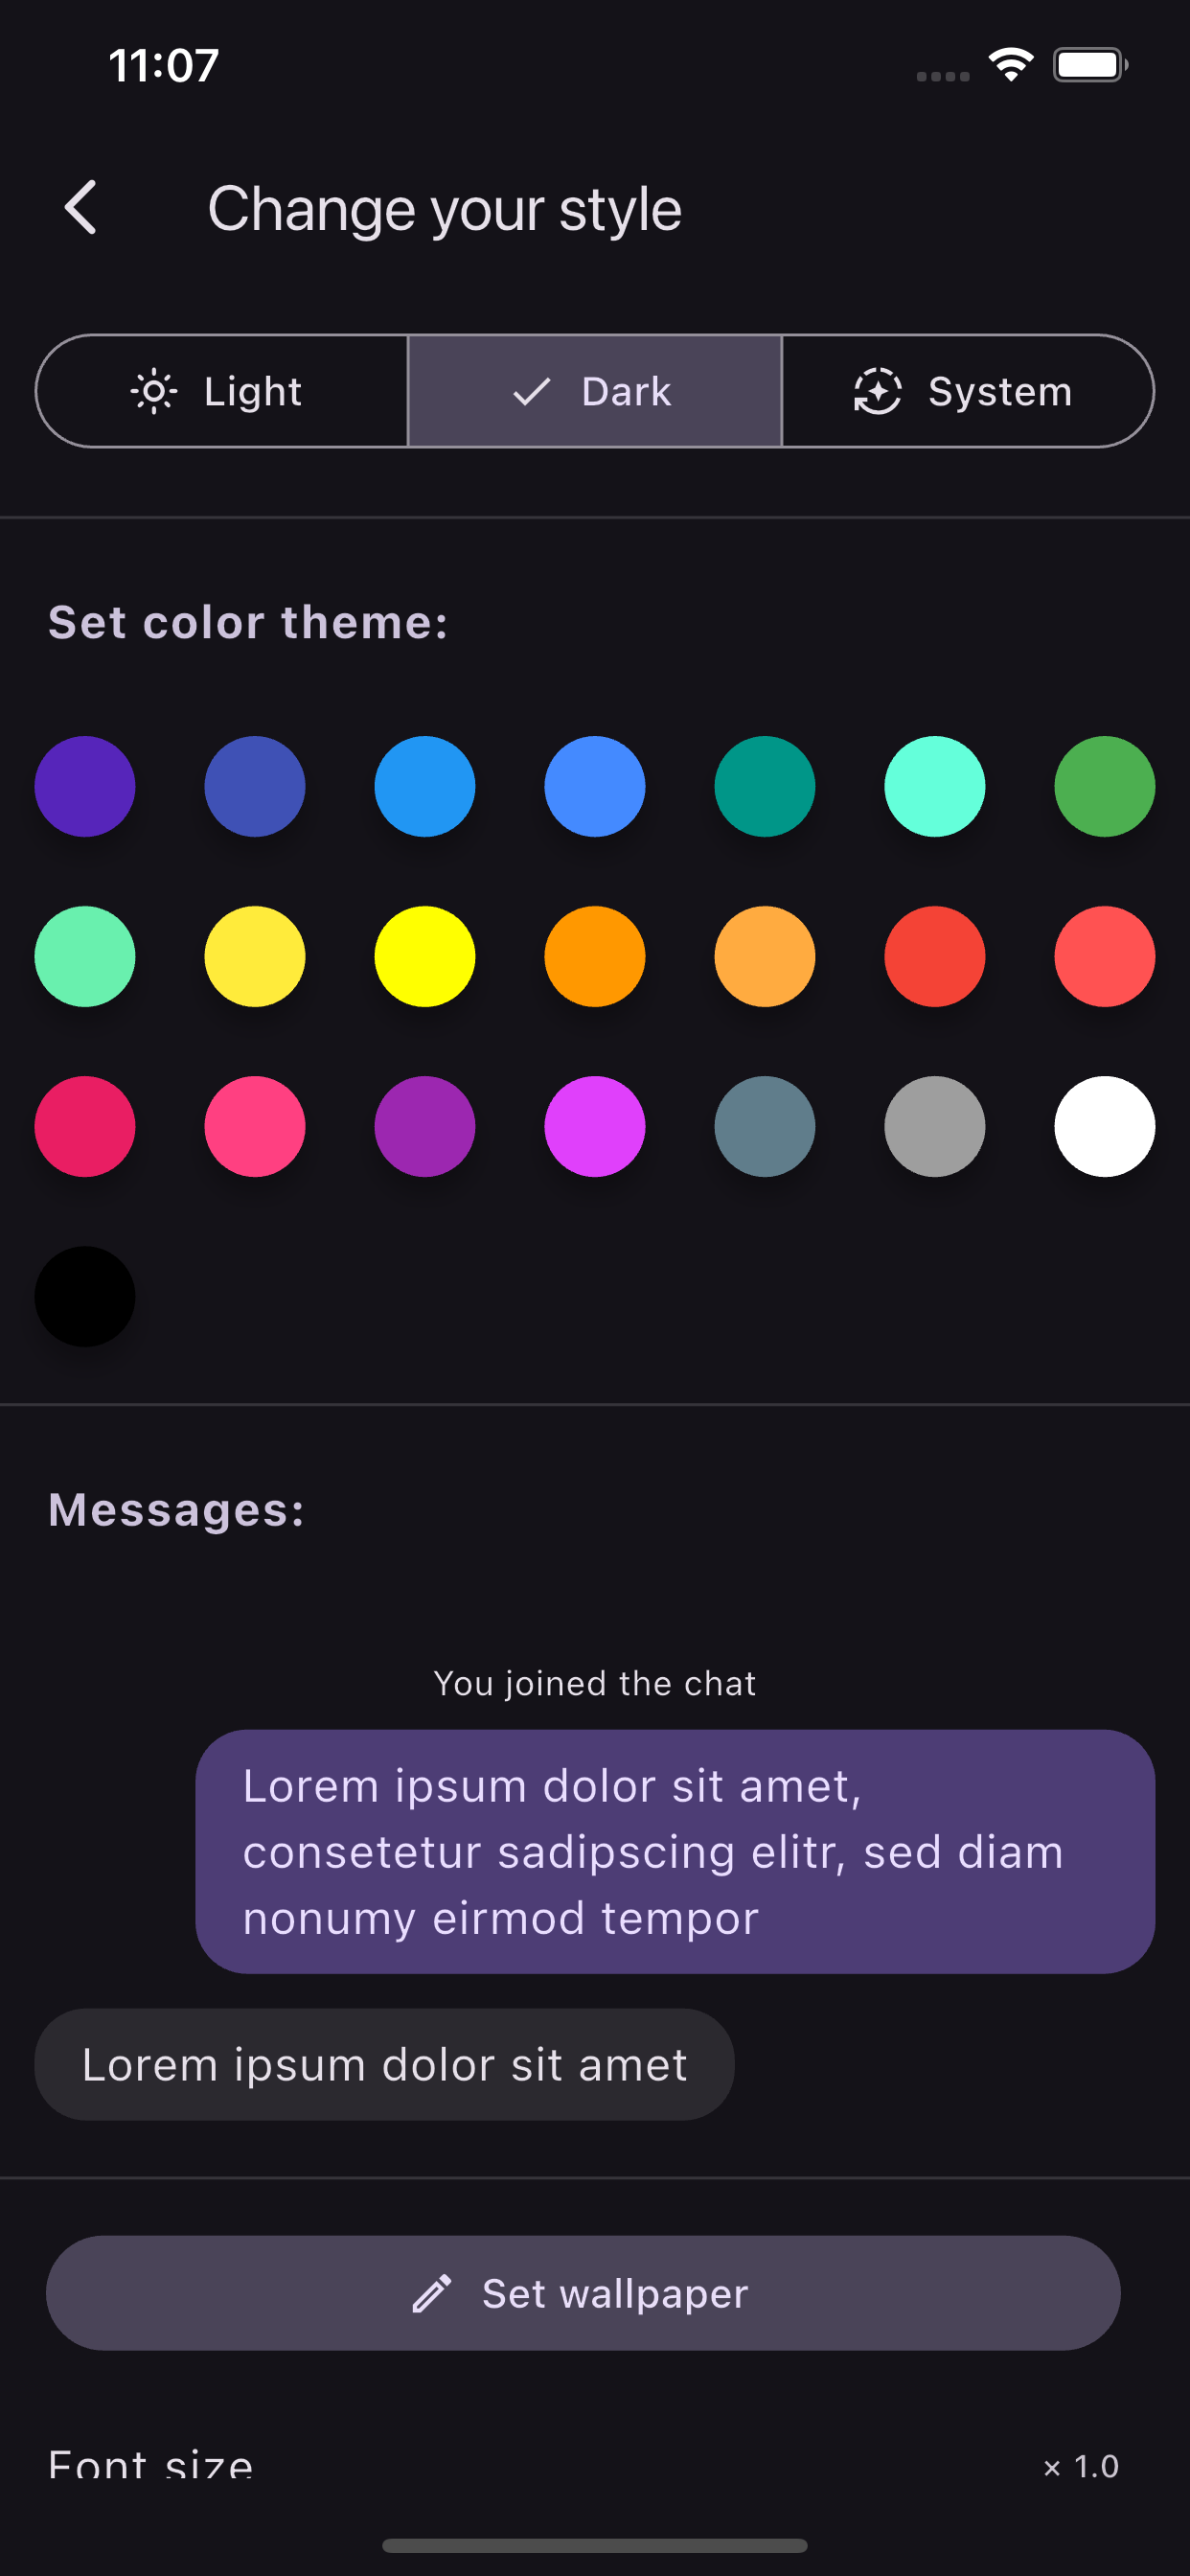 11:07
Change your style
Light
Dark
System
Set color theme:
Messages:
You joined the chat
Lorem ipsum dolor sit amet,
consetetur sadipscing elitr, sed diam
nonumy eirmod tempor
Lorem ipsum dolor sit amet
Set wallpaper
Font size
× 1.0